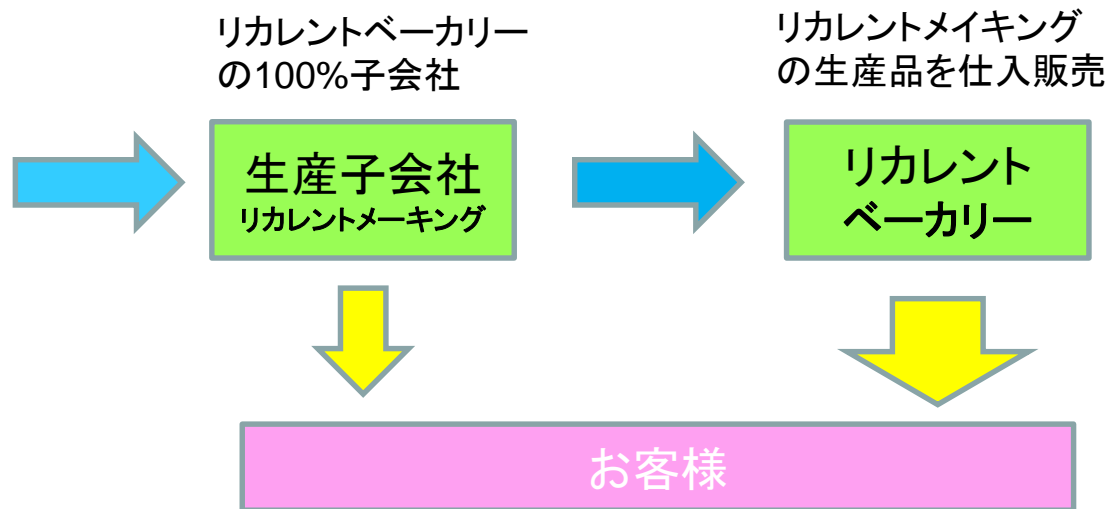 リカレントベーカリー
の100%子会社
リカレントメイキング
の生産品を仕入販売
生産子会社
リカレントメーキング
リカレント
ベーカリー
お客様